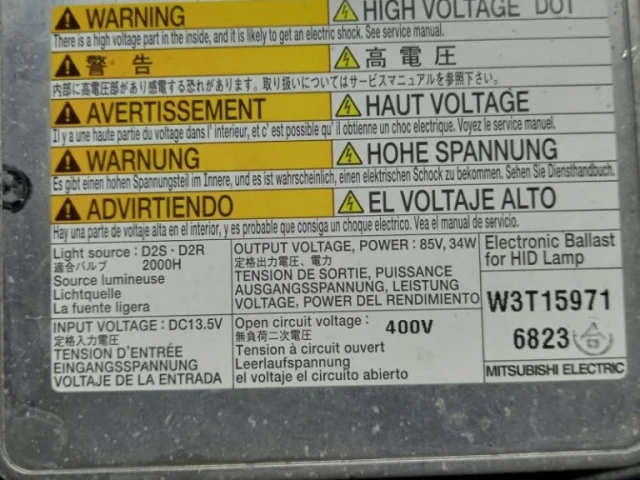 WARNING HIGH VOLTAGE DOT
There is a high voltage part in the inside, and it is likely to get an electric shock. See service manual.
警告 高電圧
内部に高電圧部があり感電する恐れがあります。取り扱いについてはサービスマニュアルを参照下さい。
AVERTISSEMENT HAUT VOLTAGE
Il y a une haute partie du voltage dans l' interieur, et c' est possible qu' il obtienne un choc electrique. Voyez le service manuel.
WARNUNG HOHE SPANNUNG
Es gibt einen hohen Spannungsteil im Innere, und es ist wahrscheinlich, einen elektrischen Schock zu bekommen. Sehen Sie Diensthandbuch.
ADVIRTIENDO EL VOLTAJE ALTO
Hay una parte de voltaje alta en el interior, y es probable que consiga un choque electrico. Vea el manual de servicio.
Light source : D2S · D2R
適合バルブ 2000H
Source lumineuse
Lichtquelle
La fuente ligera
OUTPUT VOLTAGE, POWER : 85V, 34W
定格出力電圧、電力
TENSION DE SORTIE, PUISSANCE
AUSGANGSSPANNUNG, LEISTUNG
VOLTAJE, POWER DEL RENDIMIENTO
Electronic Ballast
for HID Lamp
INPUT VOLTAGE : DC13.5V
定格入力電圧
TENSION D'ENTRÉE
EINGANGSSPANNUNG
VOLTAJE DE LA ENTRADA
Open circuit voltage : 400V
無負荷二次電圧
Tension à circuit ouvert
Leerlaufspannung
el voltaje el circuito abierto
W3T15971
6823 合
MITSUBISHI ELECTRIC